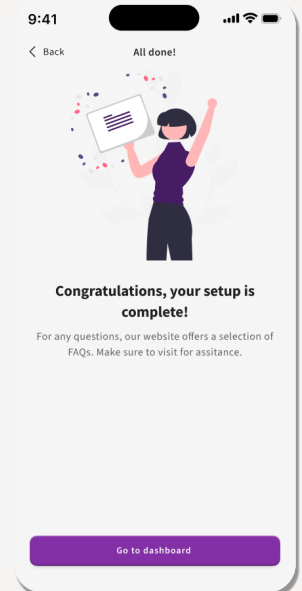 9:41
Back
All done!
Congratulations, your setup is
complete!
For any questions, our website offers a selection of
FAQs. Make sure to visit for assitance.
Go to dashboard